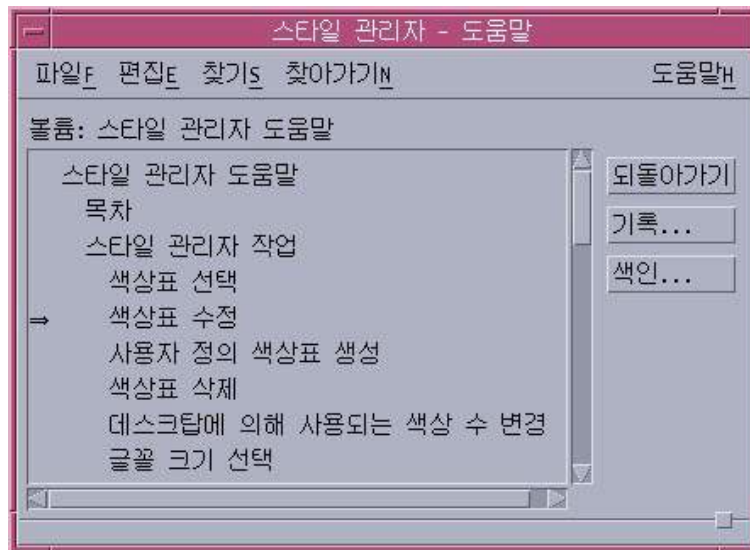 스타일 관리자 - 도움말
파일F 편집E 찾기S 찾아가기N 도움말H
볼륨: 스타일 관리자 도움말
스타일 관리자 도움말
목차
스타일 관리자 작업
색상표 선택
⇒ 색상표 수정
사용자 정의 색상표 생성
색상표 삭제
데스크탑에 의해 사용되는 색상 수 변경
글꼴 크기 선택
되돌아가기
기록...
색인...